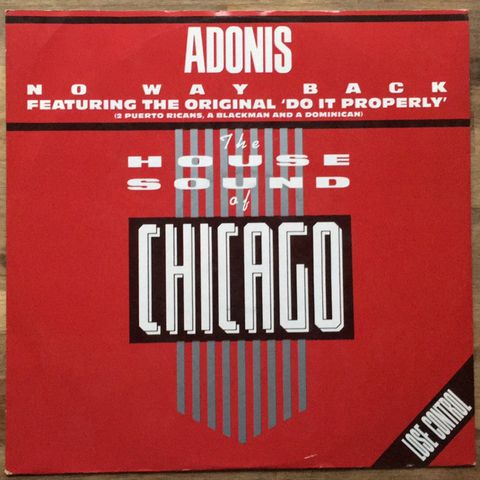 ADONIS
NO WAY BACK
FEATURING THE ORIGINAL 'DO IT PROPERLY'
(2 PUERTO RICANS, A BLACKMAN AND A DOMINICAN)
The
HOUSE
SOUND
of
CHICAGO
LOSE CONTROL